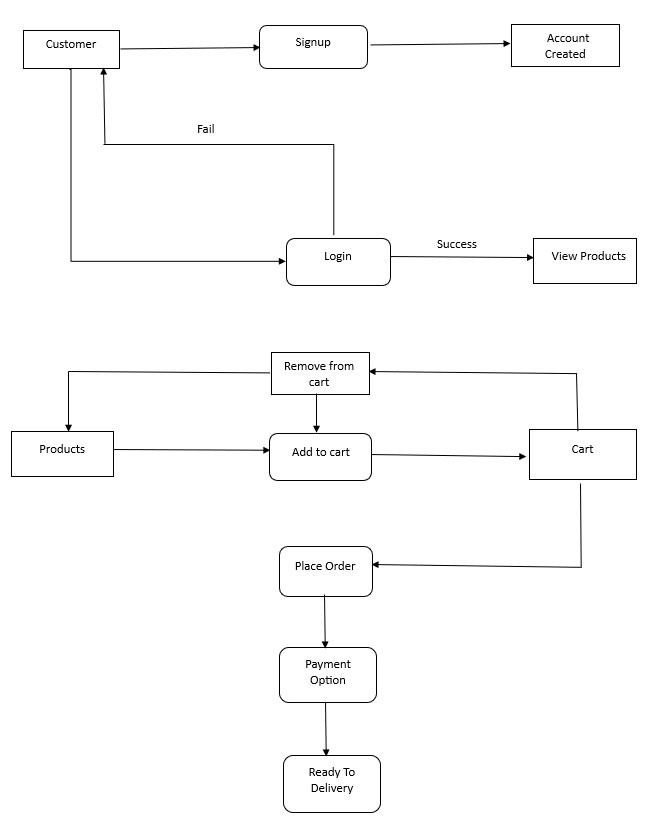 Customer
Signup
Account
Created
Fail
Login
Success
View Products
Remove from
cart
Products
Add to cart
Cart
Place Order
Payment
Option
Ready To
Delivery